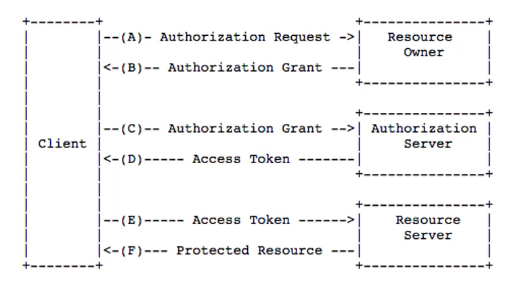 +--------+                               +---------------+
|        |--(A)- Authorization Request ->|   Resource    |
|        |                               |     Owner     |
|        |<-(B)-- Authorization Grant ---|               |
|        |                               +---------------+
|        |
|        |                               +---------------+
|        |--(C)-- Authorization Grant -->| Authorization |
| Client |                               |     Server    |
|        |<-(D)----- Access Token -------|               |
|        |                               +---------------+
|        |
|        |                               +---------------+
|        |--(E)----- Access Token ------>|    Resource   |
|        |                               |     Server    |
|        |<-(F)--- Protected Resource ---|               |
+--------+                               +---------------+